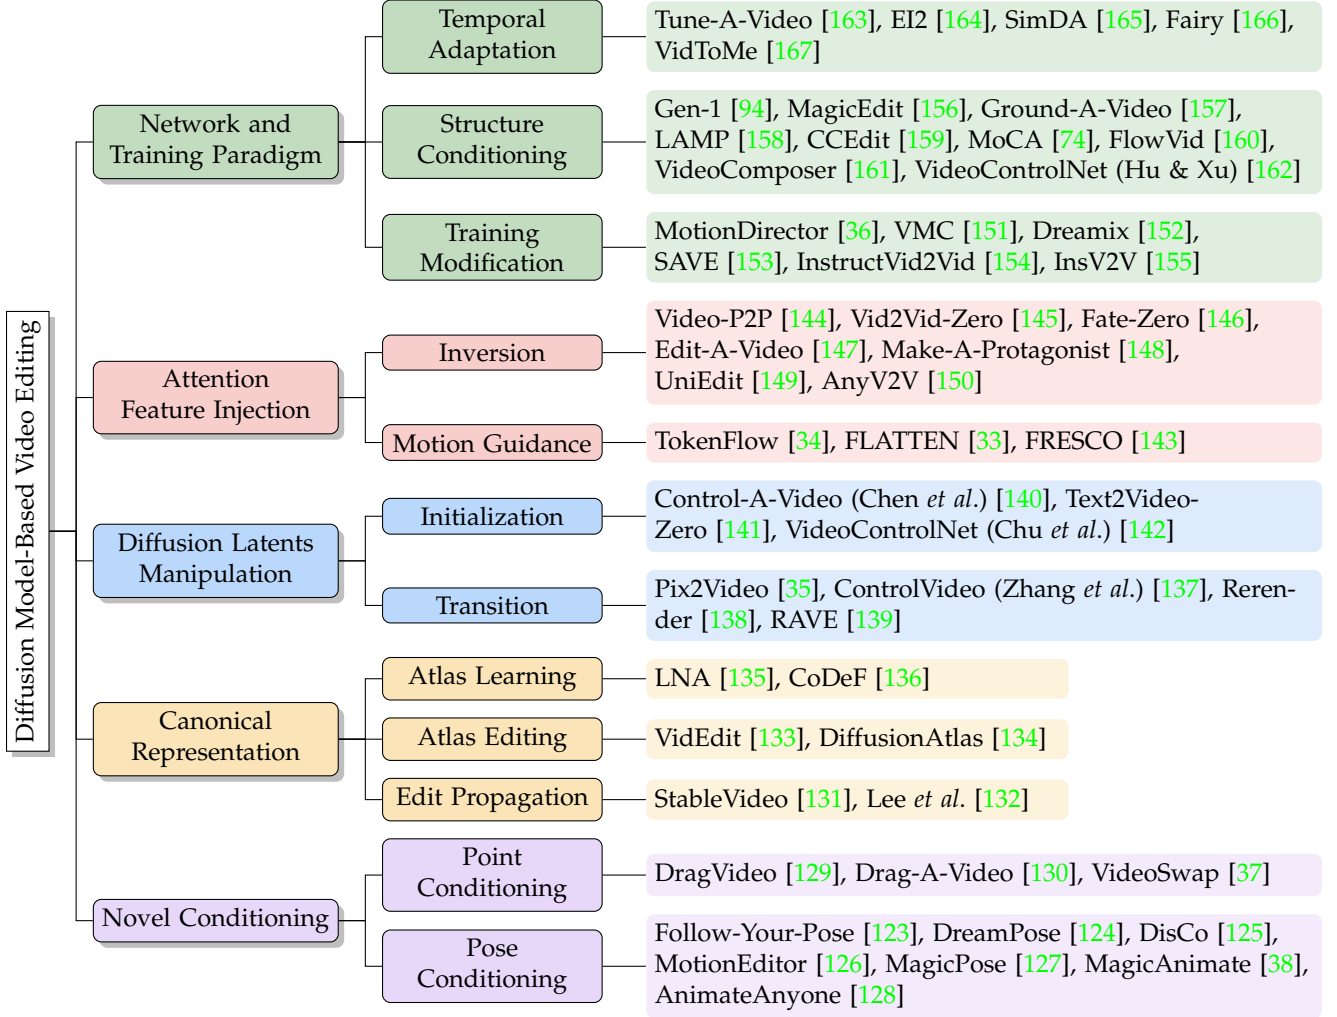 Diffusion Model-Based Video Editing
Network and
Training Paradigm
Temporal
Adaptation
Tune-A-Video [163], EI2 [164], SimDA [165], Fairy [166],
VidToMe [167]
Structure
Conditioning
Gen-1 [94], MagicEdit [156], Ground-A-Video [157],
LAMP [158], CCEdit [159], MoCA [74], FlowVid [160],
VideoComposer [161], VideoControlNet (Hu & Xu) [162]
Training
Modification
MotionDirector [36], VMC [151], Dreamix [152],
SAVE [153], InstructVid2Vid [154], InsV2V [155]
Attention
Feature Injection
Inversion
Video-P2P [144], Vid2Vid-Zero [145], Fate-Zero [146],
Edit-A-Video [147], Make-A-Protagonist [148],
UniEdit [149], AnyV2V [150]
Motion Guidance
TokenFlow [34], FLATTEN [33], FRESCO [143]
Diffusion Latents
Manipulation
Initialization
Control-A-Video (Chen et al.) [140], Text2Video-
Zero [141], VideoControlNet (Chu et al.) [142]
Transition
Pix2Video [35], ControlVideo (Zhang et al.) [137], Reren-
der [138], RAVE [139]
Canonical
Representation
Atlas Learning
LNA [135], CoDeF [136]
Atlas Editing
VidEdit [133], DiffusionAtlas [134]
Edit Propagation
StableVideo [131], Lee et al. [132]
Novel Conditioning
Point
Conditioning
DragVideo [129], Drag-A-Video [130], VideoSwap [37]
Pose
Conditioning
Follow-Your-Pose [123], DreamPose [124], DisCo [125],
MotionEditor [126], MagicPose [127], MagicAnimate [38],
AnimateAnyone [128]